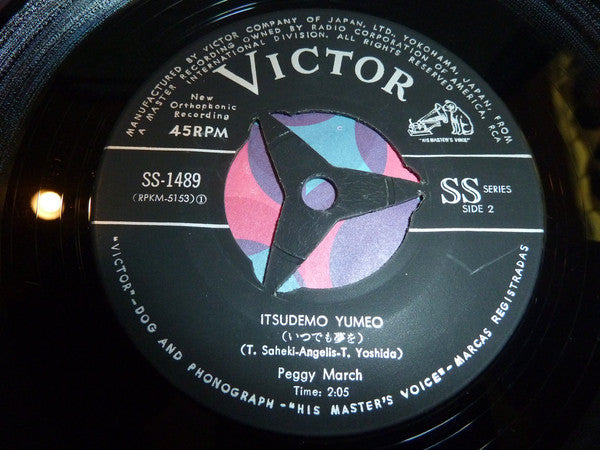 MANUFACTURED BY VICTOR COMPANY OF JAPAN, LTD. YOKOHAMA, JAPAN, FROM
A MASTER RECORDING OWNED BY RADIO CORPORATION OF AMERICA, RCA
INTERNATIONAL DIVISION. ALL RIGHTS RESERVED.
VICTOR
New
Orthophonic
Recording
45RPM
"HIS MASTER'S VOICE"
SS-1489
(RPKM-5153)①
SS SERIES
SIDE 2
ITSUDEMO YUMEO
(いつでも夢を)
(T. Saheki-Angelis-T. Yoshida)
Peggy March
Time: 2:05
"VICTOR"-DOG AND PHONOGRAPH-"HIS MASTER'S VOICE"-MARCAS REGISTRADAS